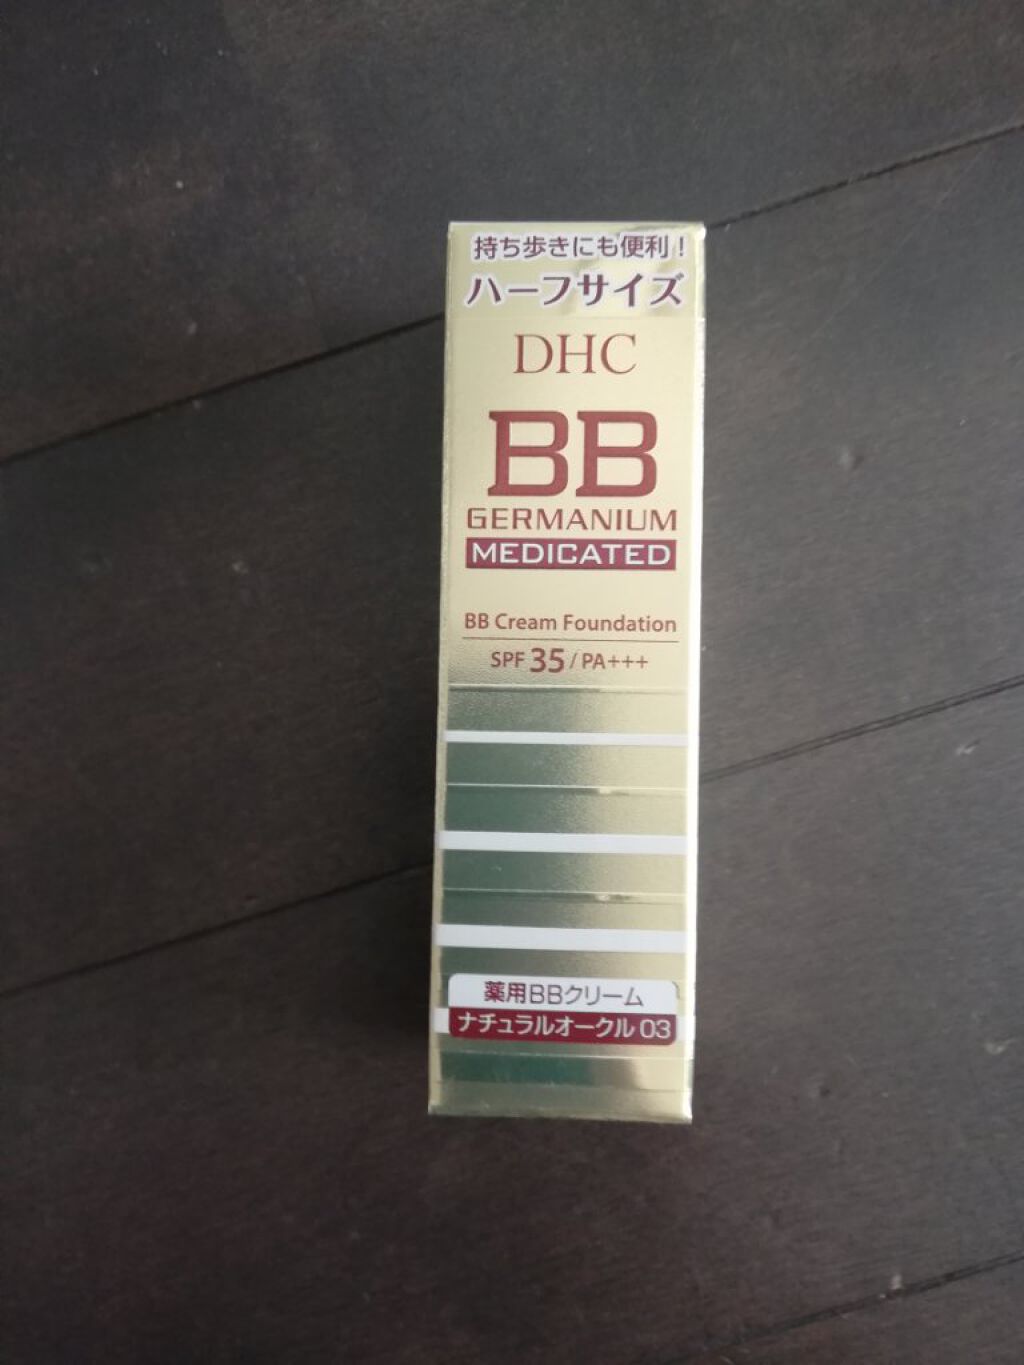 持ち歩きにも便利!
ハーフサイズ
DHC
BB
GERMANIUM
MEDICATED
BB Cream Foundation
SPF 35 / PA+++
薬用BBクリーム
ナチュラルオークル 03